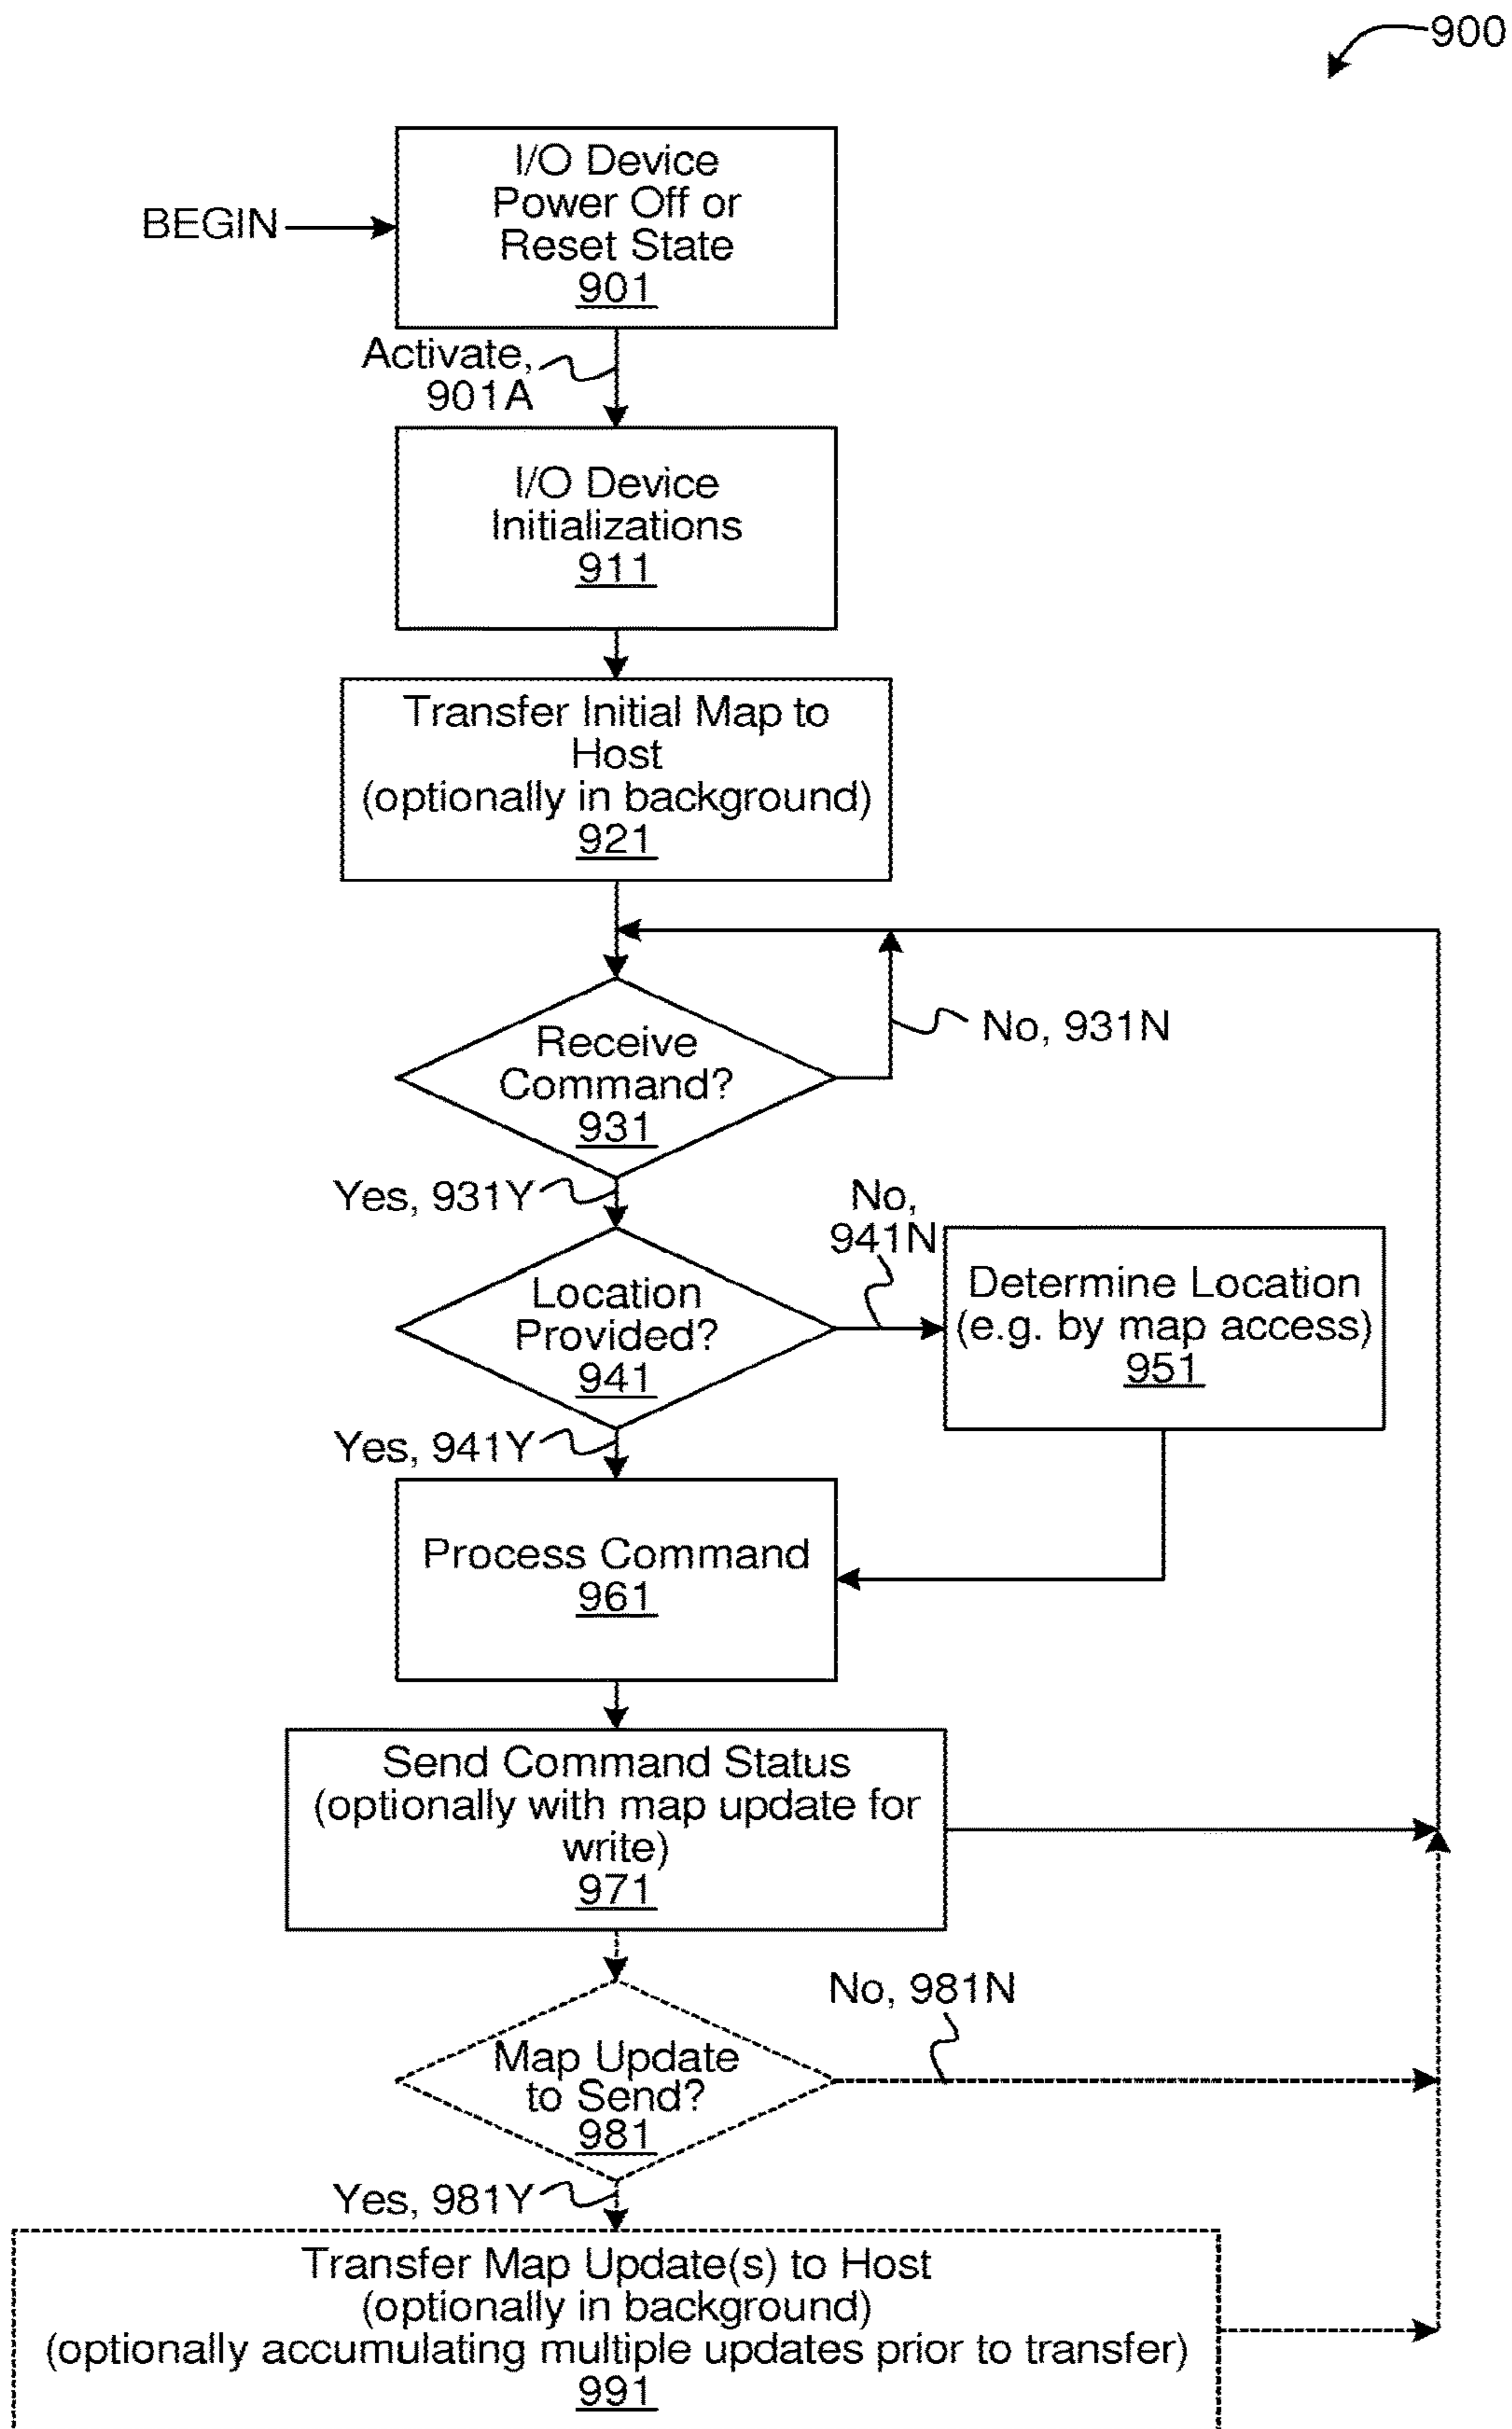 900
I/O Device
Power Off or
Reset State
901
BEGIN
Activate,
901A
I/O Device
Initializations
911
Transfer Initial Map to
Host
(optionally in background)
921
Receive
Command?
931
No, 931N
Yes, 931Y
No,
941N
Location
Provided?
941
Determine Location
(e.g. by map access)
951
Yes, 941Y
Process Command
961
Send Command Status
(optionally with map update for
write)
971
No, 981N
Map Update
to Send?
981
Yes, 981Y
Transfer Map Update(s) to Host
(optionally in background)
(optionally accumulating multiple updates prior to transfer)
991